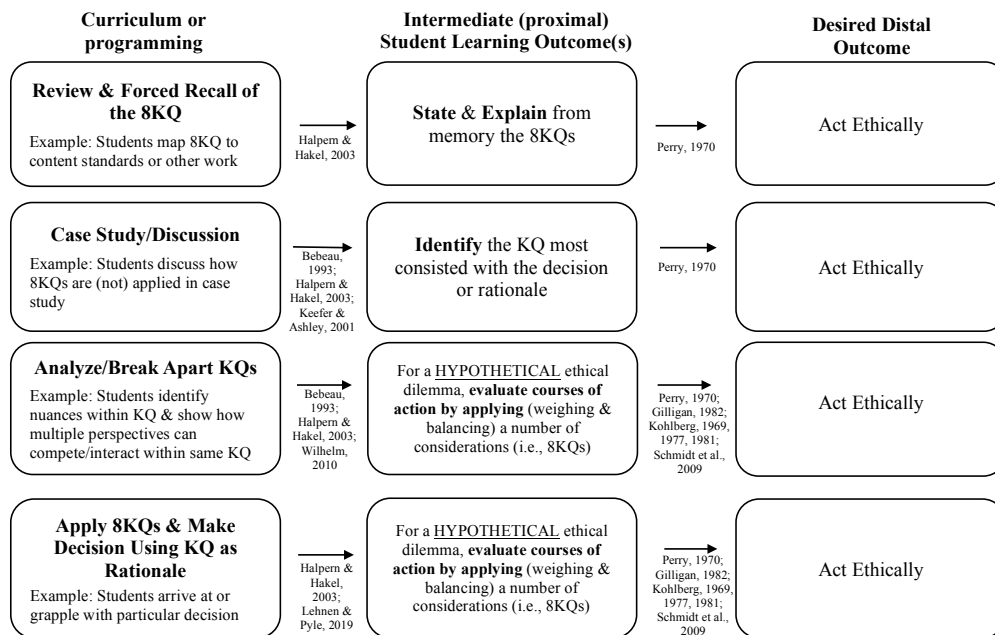 Curriculum or
programming
Intermediate (proximal)
Student Learning Outcome(s)
Desired Distal
Outcome
Review & Forced Recall of
the 8KQ
Example: Students map 8KQ to
content standards or other work
Halpern &
Hakel, 2003
State & Explain from
memory the 8KQs
Perry, 1970
Act Ethically
Case Study/Discussion
Example: Students discuss how
8KQs are (not) applied in case
study
Bebeau,
1993;
Halpern &
Hakel, 2003;
Keefer &
Ashley, 2001
Identify the KQ most
consisted with the decision
or rationale
Perry, 1970
Act Ethically
Analyze/Break Apart KQs
Example: Students identify
nuances within KQ & show how
multiple perspectives can
compete/interact within same KQ
Bebeau,
1993;
Halpern &
Hakel, 2003;
Wilhelm,
2010
For a HYPOTHETICAL ethical
dilemma, evaluate courses of
action by applying (weighing &
balancing) a number of
considerations (i.e., 8KQs)
Perry, 1970;
Gilligan, 1982;
Kohlberg, 1969,
1977, 1981;
Schmidt et al.,
2009
Act Ethically
Apply 8KQs & Make
Decision Using KQ as
Rationale
Example: Students arrive at or
grapple with particular decision
Halpern &
Hakel,
2003;
Lehnen &
Pyle, 2019
For a HYPOTHETICAL ethical
dilemma, evaluate courses of
action by applying (weighing &
balancing) a number of
considerations (i.e., 8KQs)
Perry, 1970;
Gilligan, 1982;
Kohlberg, 1969,
1977, 1981;
Schmidt et al.,
2009
Act Ethically